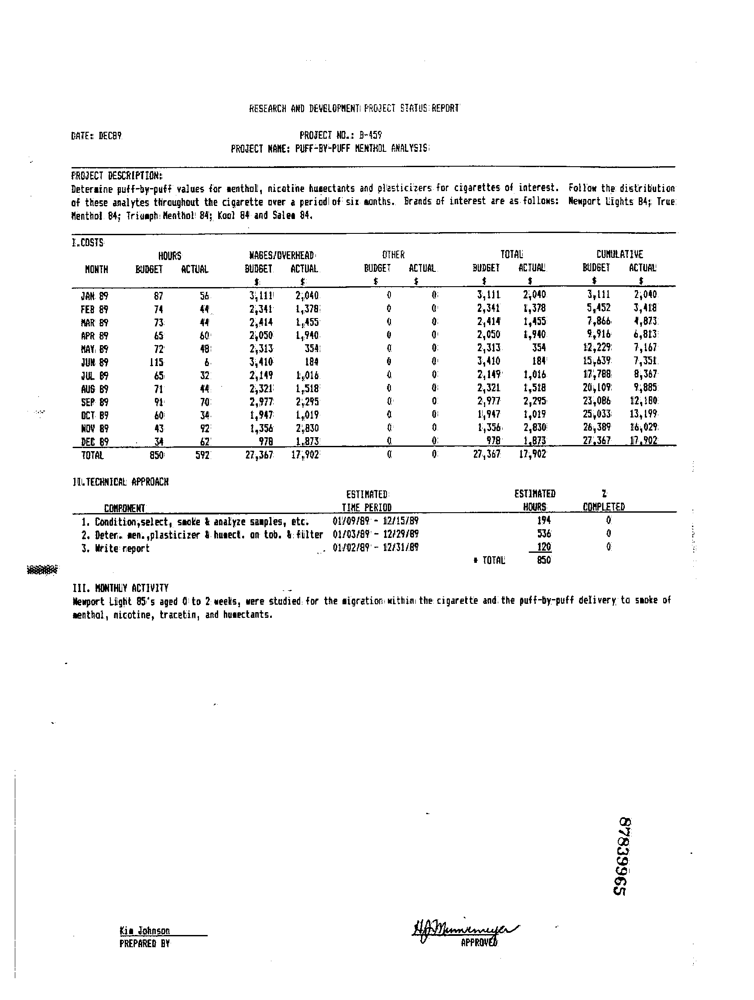 RESEARCH AND DEVELOPMENT PROJECT STATUS REPORT
DATE: DEC89 PROJECT NO.: B-459
PROJECT NAME: PUFF-BY-PUFF MENTHOL ANALYSIS
PROJECT DESCRIPTION:
Determine puff-by-puff values for menthol, nicotine humectants and plasticizers for cigarettes of interest. Follow the distribution
of these analytes throughout the cigarette over a period of six months. Brands of interest are as follows: Newport Lights 84; True
Menthol 84; Triumph Menthol 84; Kool 84 and Salem 84.
I.COSTS
HOURS WAGES/OVERHEAD OTHER TOTAL CUMULATIVE
MONTH BUDGET ACTUAL BUDGET ACTUAL BUDGET ACTUAL BUDGET ACTUAL BUDGET ACTUAL
$ $ $ $ $ $ $ $
JAN 89 87 56 3,111 2,040 0 0 3,111 2,040 3,111 2,040
FEB 89 74 44 2,341 1,378 0 0 2,341 1,378 5,452 3,418
MAR 89 73 44 2,414 1,455 0 0 2,414 1,455 7,866 4,873
APR 89 65 60 2,050 1,940 0 0 2,050 1,940 9,916 6,813
MAY 89 72 48 2,313 354 0 0 2,313 354 12,229 7,167
JUN 89 115 6 3,410 184 0 0 3,410 184 15,639 7,351
JUL 89 65 32 2,149 1,016 0 0 2,149 1,016 17,788 8,367
AUG 89 71 44 2,321 1,518 0 0 2,321 1,518 20,109 9,885
SEP 89 91 70 2,977 2,295 0 0 2,977 2,295 23,086 12,180
OCT 89 60 34 1,947 1,019 0 0 1,947 1,019 25,033 13,199
NOV 89 43 92 1,356 2,830 0 0 1,356 2,830 26,389 16,029
DEC 89 34 62 978 1,873 0 0 978 1,873 27,367 17,902
TOTAL 850 592 27,367 17,902 0 0 27,367 17,902
II.TECHNICAL APPROACH
ESTIMATED ESTIMATED %
COMPONENT TIME PERIOD HOURS COMPLETED
1. Condition,select, smoke & analyze samples, etc. 01/09/89 - 12/15/89 194 0
2. Deter. men.,plasticizer & humect. on tob. & filter 01/03/89 - 12/29/89 536 0
3. Write report 01/02/89 - 12/31/89 120 0
* TOTAL 850
III. MONTHLY ACTIVITY
Newport Light 85's aged 0 to 2 weeks, were studied for the migration within the cigarette and the puff-by-puff delivery to smoke of
menthol, nicotine, tracetin, and humectants.
87839965
Kim Johnson
PREPARED BY
APPROVED